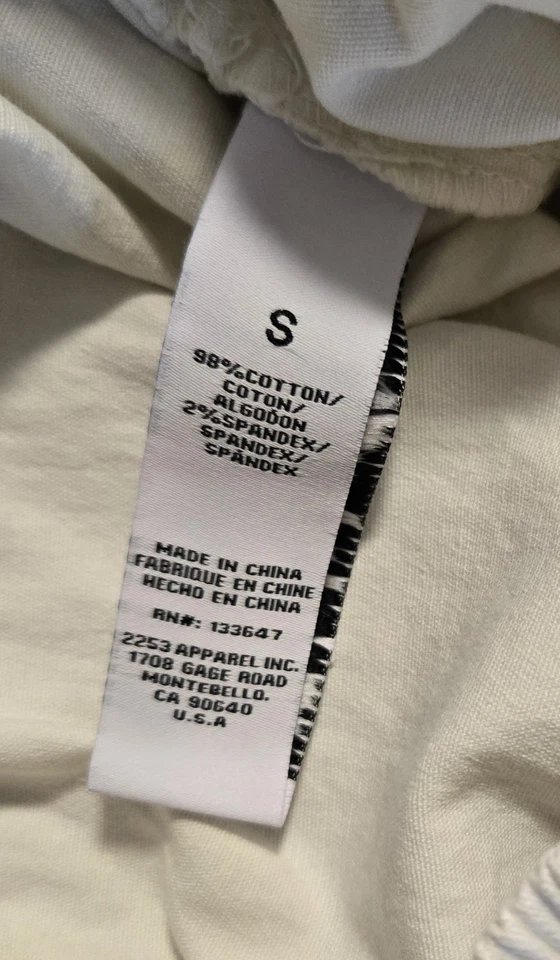 S
98%COTTON/
COTON/
ALGODON
2%SPANDEX/
SPANDEX/
SPANDEX
MADE IN CHINA
FABRIQUE EN CHINE
HECHO EN CHINA
RN#: 133647
2253 APPAREL INC.
1708 GAGE ROAD
MONTEBELLO.
CA 90640
U.S.A